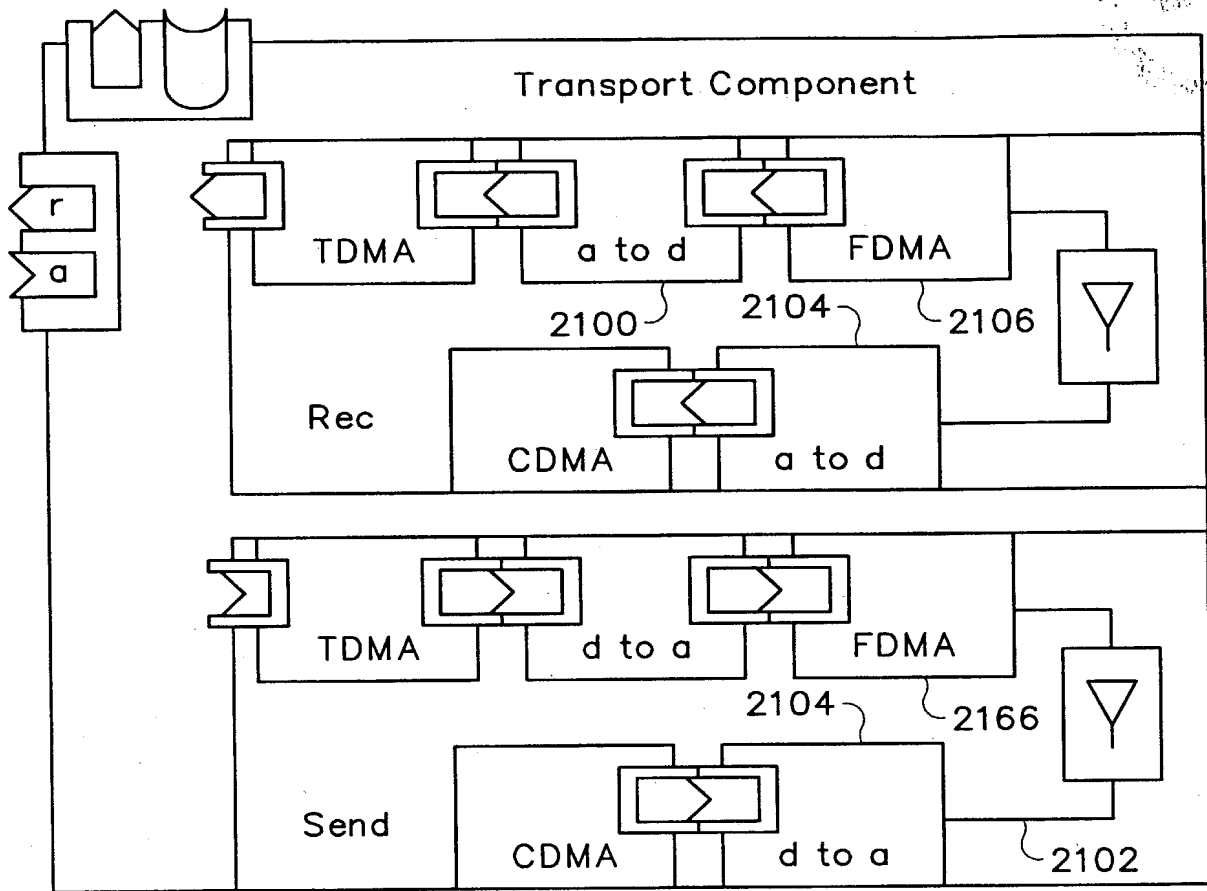 Transport Component
r
a
TDMA
a to d
FDMA
2100
2104
2106
Rec
CDMA
a to d
TDMA
d to a
FDMA
2104
2166
Send
CDMA
d to a
2102